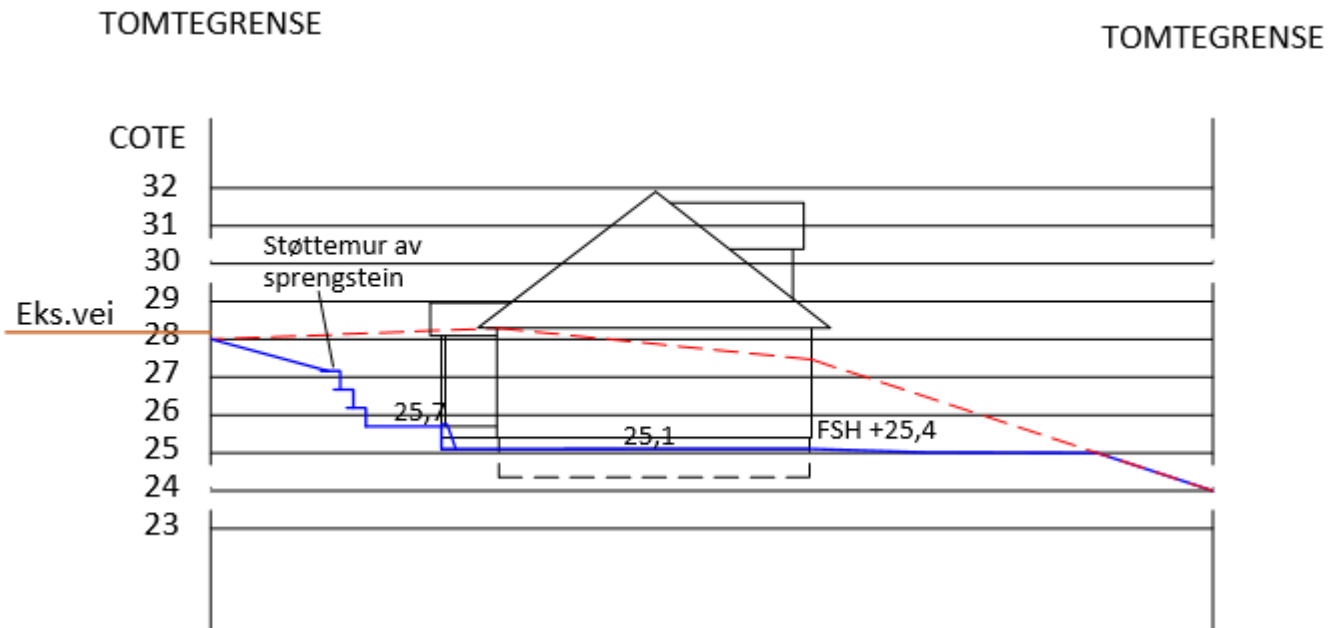 TOMTEGRENSE
TOMTEGRENSE
COTE
32
31
Støttemur av
sprengstein
30
29
Eks.vei
28
27
26
25,7
25,1
FSH +25,4
25
24
23